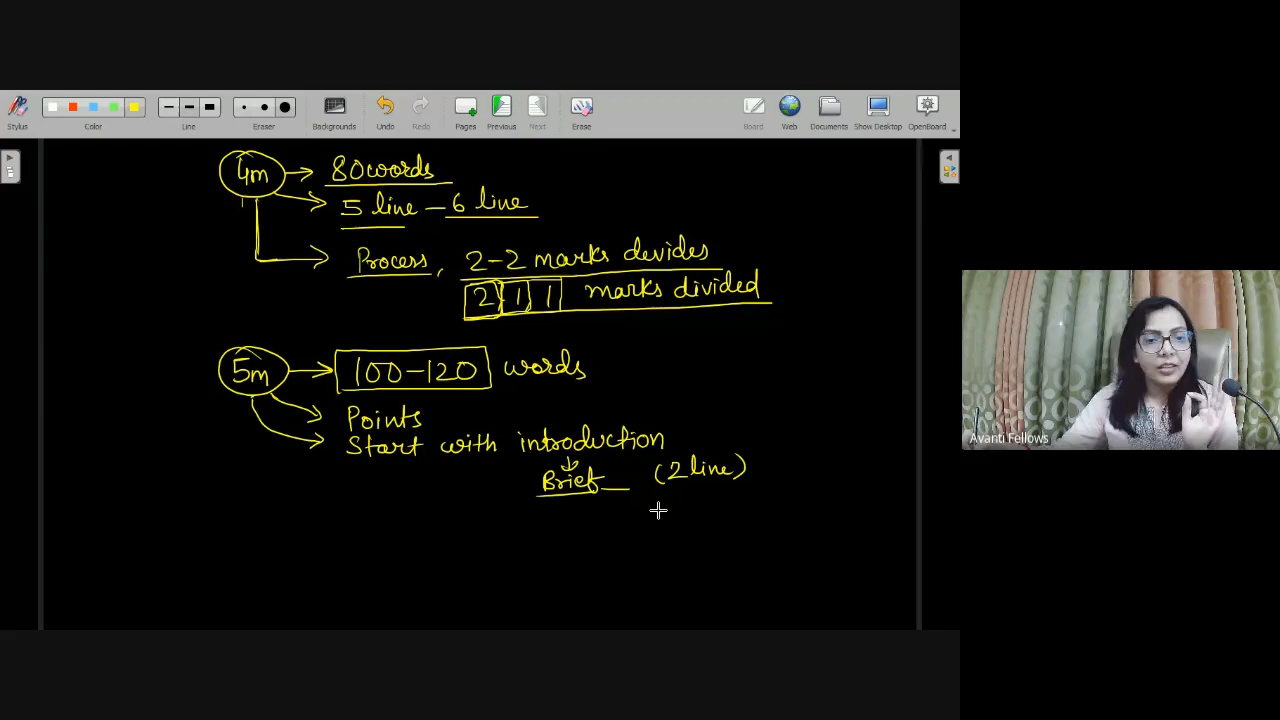 Stylus
Color
Line
Eraser
Backgrounds
Undo
Redo
Pages
Previous
Next
Erase
Board
Web
Documents
Show Desktop
OpenBoard
4m → 80 words
5 line – 6 line
Process, 2-2 marks devides
2 1 1 marks divided
5m → 100-120 words
Points
Start with introduction
Brief (2 line)
Avanti Fellows